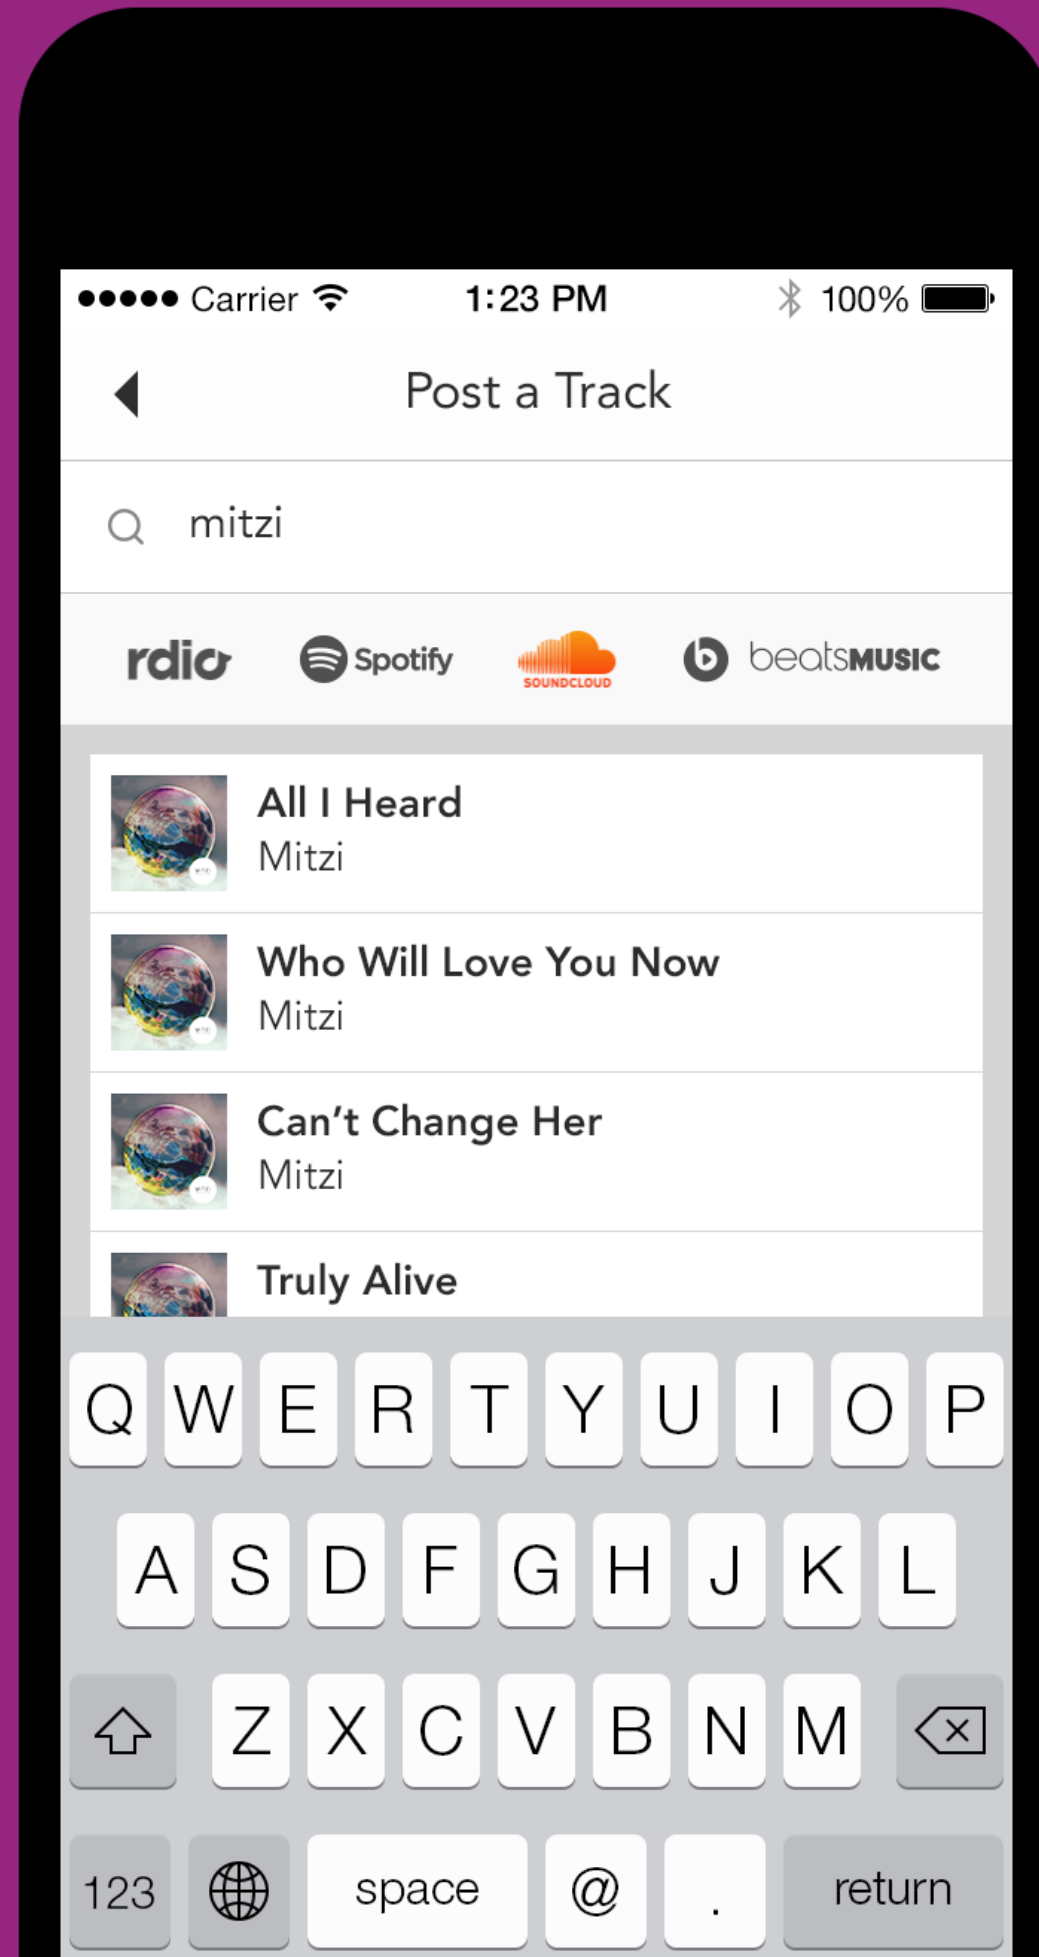 Carrier 1:23 PM 100%
Post a Track
mitzi
rdio Spotify SOUNDCLOUD beatsMUSIC
All I Heard
Mitzi
Who Will Love You Now
Mitzi
Can’t Change Her
Mitzi
Truly Alive
Q W E R T Y U I O P
A S D F G H J K L
Z X C V B N M
123 space @ . return